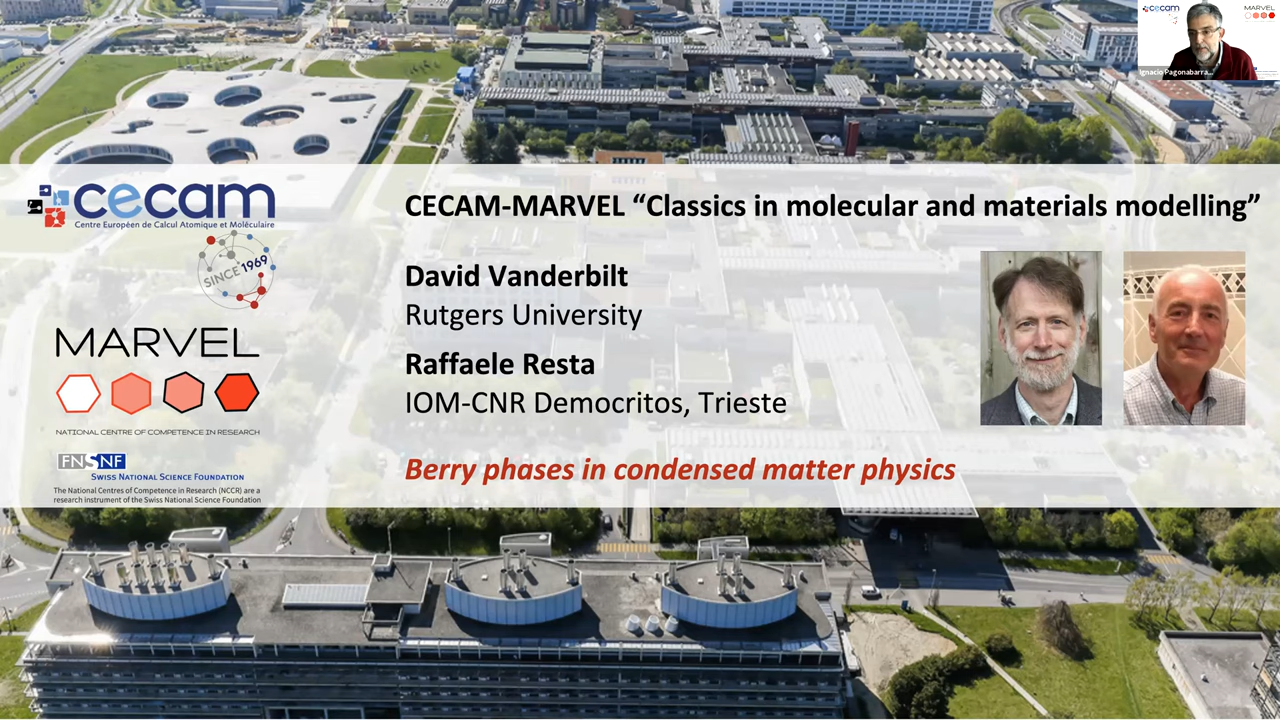 cecam
MARVEL
Ignacio Pagonabarra...
cecam
Centre Européen de Calcul Atomique et Moléculaire
SINCE 1969
MARVEL
NATIONAL CENTRE OF COMPETENCE IN RESEARCH
FNSNF
SWISS NATIONAL SCIENCE FOUNDATION
The National Centres of Competence in Research (NCCR) are a
research instrument of the Swiss National Science Foundation
CECAM-MARVEL “Classics in molecular and materials modelling”
David Vanderbilt
Rutgers University
Raffaele Resta
IOM-CNR Democritos, Trieste
Berry phases in condensed matter physics